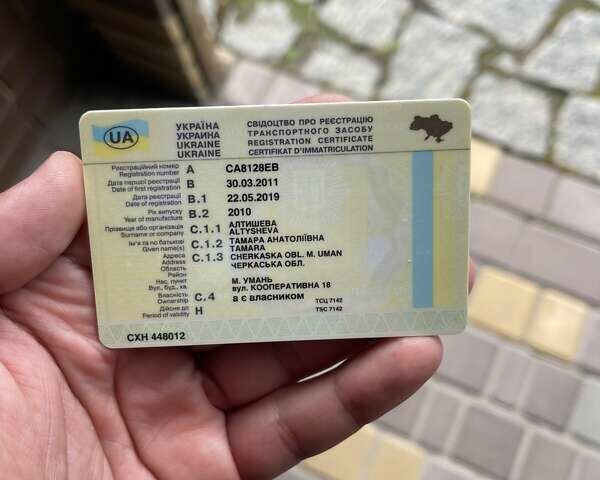 UA
УКРАЇНА
УКРАИНА
UKRAINE
UKRAINE
СВІДОЦТВО ПРО РЕЄСТРАЦІЮ
ТРАНСПОРТНОГО ЗАСОБУ
REGISTRATION CERTIFICATE
CERTIFIKAT D'IMMATRICULATION
Реєстраційний номер
Registration number A CA8128EB
Дата першої реєстрації
Date of first registration B 30.03.2011
Дата реєстрації
Date of registration B.1 22.05.2019
Рік випуску
Year of manufacture B.2 2010
Прізвище або організація C.1.1 АЛТИШЕВА
Surname or company ALTYSHEVA
Ім'я та по батькові C.1.2 ТАМАРА АНАТОЛІЇВНА
Given name(s) TAMARA
Адреса C.1.3 CHERKASKA OBL. M. UMAN
Address ЧЕРКАСЬКА ОБЛ.
Область
Район
Нас. пункт М. УМАНЬ
Вул., буд., кв. вул. КООПЕРАТИВНА 18
Власність
Ownership C.4 а є власником ТСЦ 7142
Дійсне до
Period of validity H TSC 7142
СХН 448012